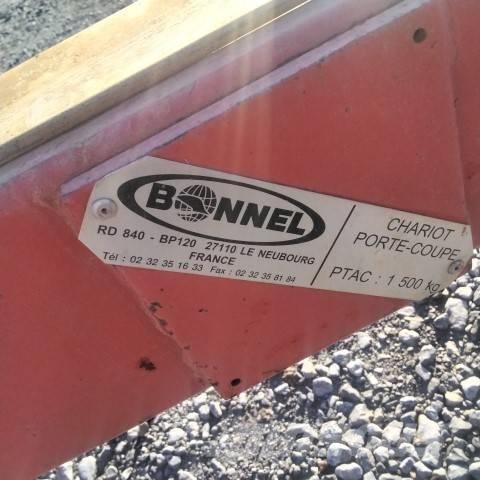 BONNEL
RD 840 - BP120 27110 LE NEUBOURG
FRANCE
Tél : 02 32 35 16 33 Fax : 02 32 35 81 84
CHARIOT
PORTE-COUPE
PTAC : 1 500 kg